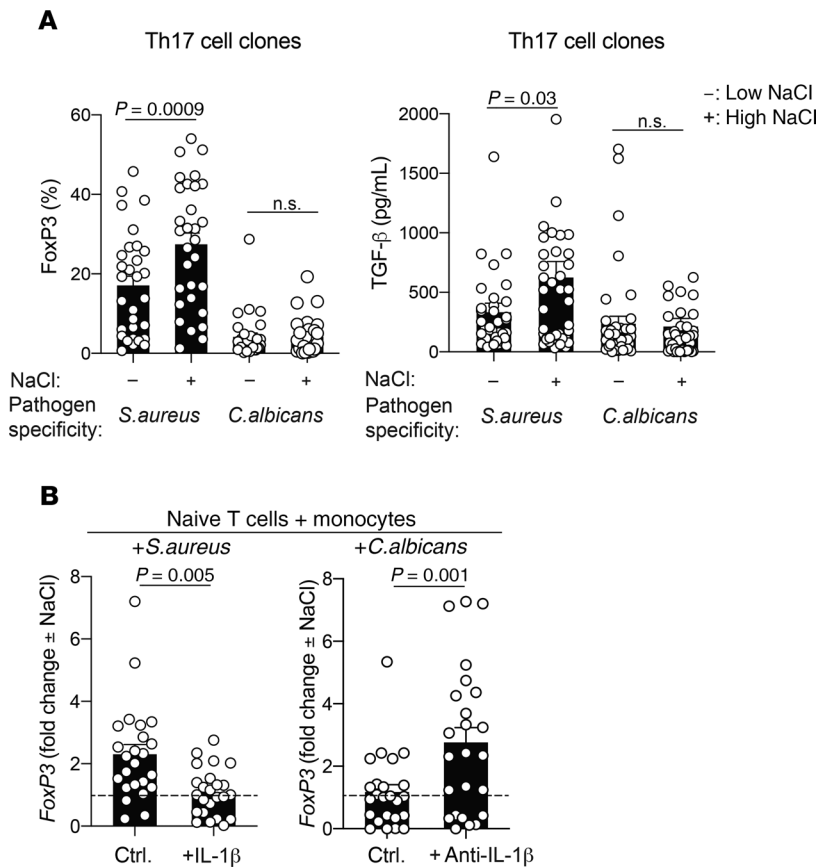 A
Th17 cell clones
Th17 cell clones
–: Low NaCl
+: High NaCl
P = 0.0009
n.s.
P = 0.03
n.s.
FoxP3 (%)
60
40
20
0
TGF-β (pg/mL)
2000
1500
1000
500
0
NaCl: – + – +
Pathogen
specificity: S.aureus C.albicans
NaCl: – + – +
Pathogen
specificity: S.aureus C.albicans
B
Naive T cells + monocytes
+S.aureus
+C.albicans
P = 0.005
P = 0.001
FoxP3 (fold change ± NaCl)
8
6
4
2
0
Ctrl. +IL-1β
FoxP3 (fold change ± NaCl)
8
6
4
2
0
Ctrl. + Anti-IL-1β